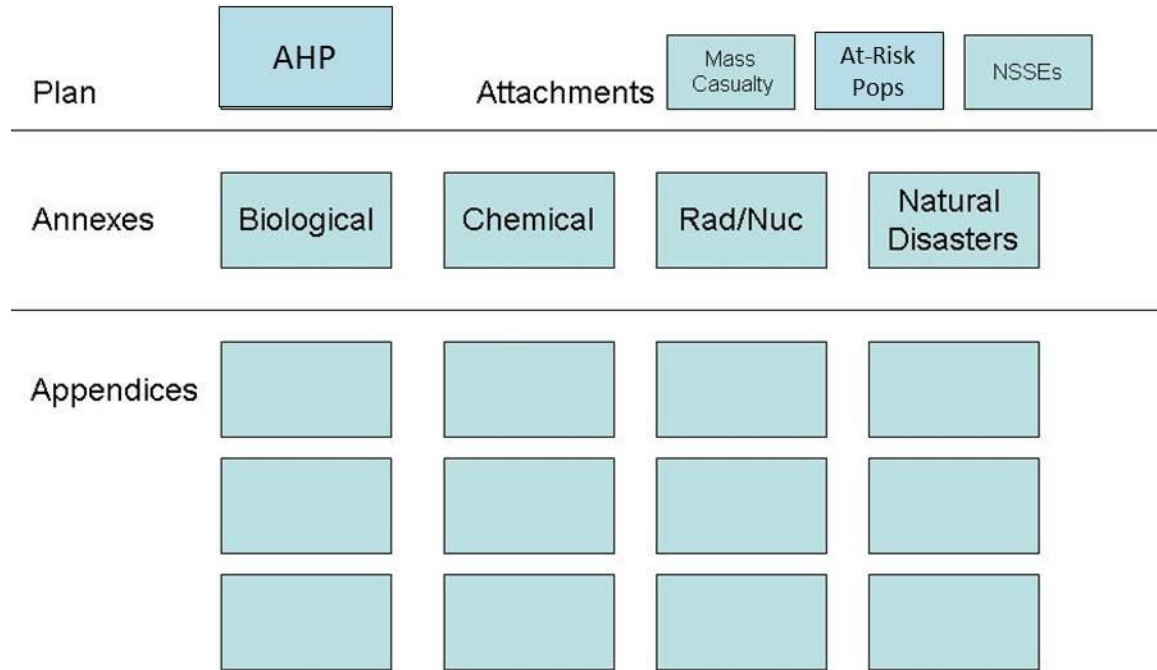 Plan
AHP
Attachments
Mass
Casualty
At-Risk
Pops
NSSEs
Annexes
Biological
Chemical
Rad/Nuc
Natural
Disasters
Appendices